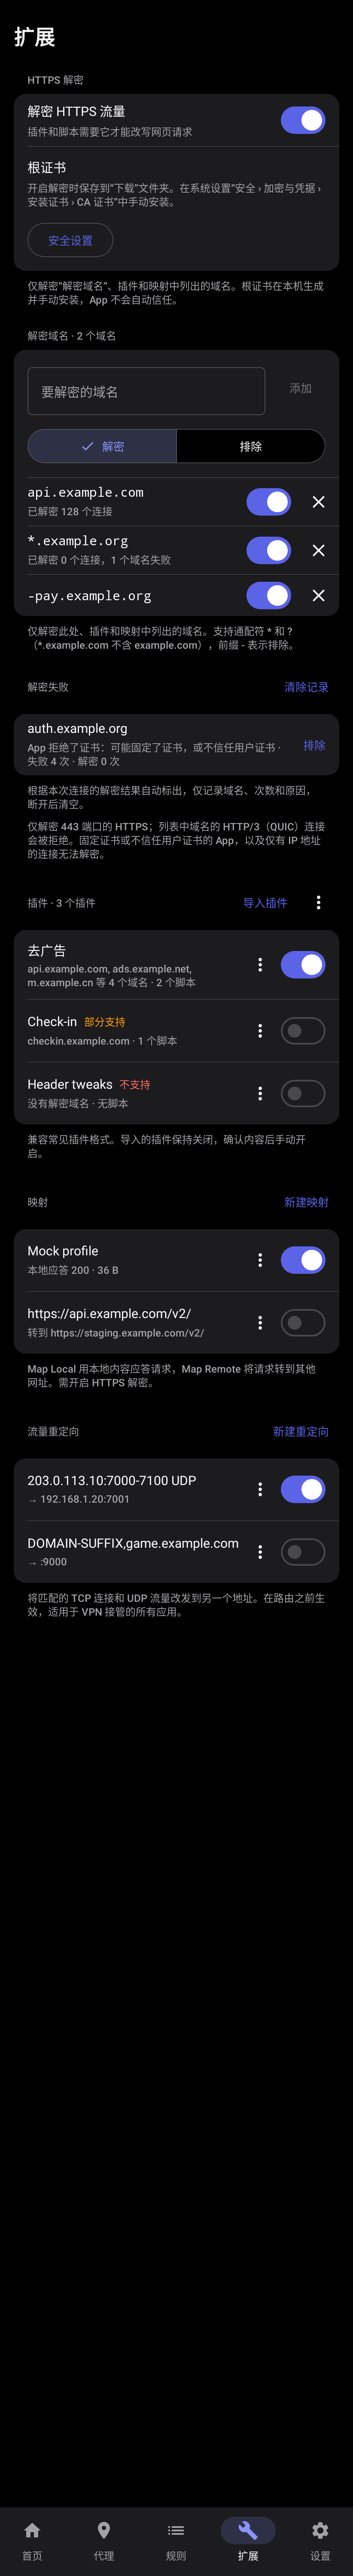 扩展
HTTPS 解密
解密 HTTPS 流量
插件和脚本需要它才能改写网页请求
根证书
开启解密时保存到“下载”文件夹。在系统设置“安全 › 加密与凭据 ›
安装证书 › CA 证书”中手动安装。
安全设置
仅解密“解密域名”、插件和映射中列出的域名。根证书在本机生成
并手动安装，App 不会自动信任。
解密域名 · 2 个域名
要解密的域名
添加
解密
排除
api.example.com
已解密 128 个连接
*.example.org
已解密 0 个连接，1 个域名失败
-pay.example.org
仅解密此处、插件和映射中列出的域名。支持通配符 * 和 ?
（*.example.com 不含 example.com），前缀 - 表示排除。
解密失败
清除记录
auth.example.org
App 拒绝了证书：可能固定了证书，或不信任用户证书 ·
失败 4 次 · 解密 0 次
排除
根据本次连接的解密结果自动标出，仅记录域名、次数和原因，
断开后清空。
仅解密 443 端口的 HTTPS；列表中域名的 HTTP/3（QUIC）连接
会被拒绝。固定证书或不信任用户证书的 App，以及仅有 IP 地址
的连接无法解密。
插件 · 3 个插件
导入插件
去广告
api.example.com, ads.example.net,
m.example.cn 等 4 个域名 · 2 个脚本
Check-in 部分支持
checkin.example.com · 1 个脚本
Header tweaks 不支持
没有解密域名 · 无脚本
兼容常见插件格式。导入的插件保持关闭，确认内容后手动开
启。
映射
新建映射
Mock profile
本地应答 200 · 36 B
https://api.example.com/v2/
转到 https://staging.example.com/v2/
Map Local 用本地内容应答请求，Map Remote 将请求转到其他
网址。需开启 HTTPS 解密。
流量重定向
新建重定向
203.0.113.10:7000-7100 UDP
→ 192.168.1.20:7001
DOMAIN-SUFFIX,game.example.com
→ :9000
将匹配的 TCP 连接和 UDP 流量改发到另一个地址。在路由之前生
效，适用于 VPN 接管的所有应用。
首页
代理
规则
扩展
设置